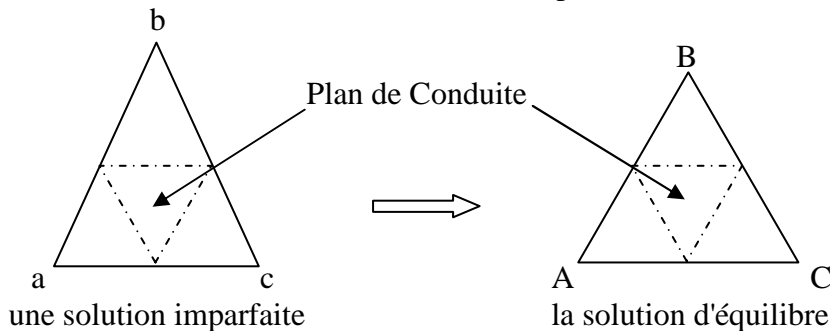 b
B
Plan de Conduite
a
c
A
C
une solution imparfaite
la solution d'équilibre